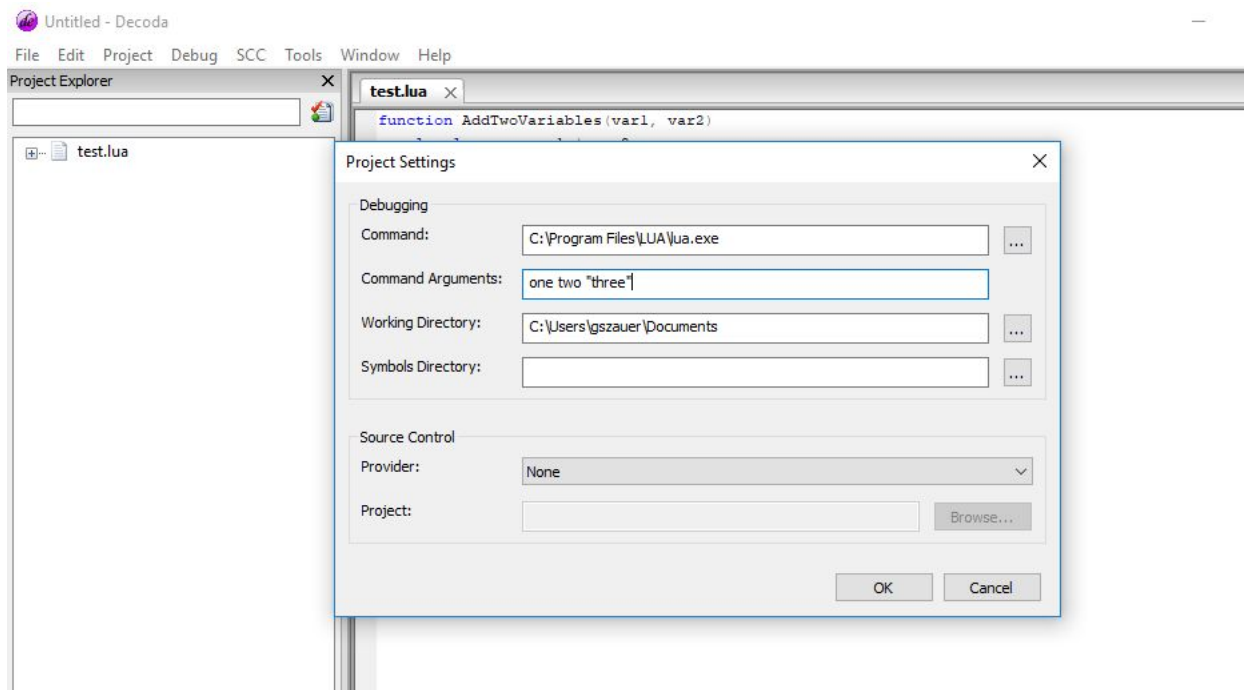 Untitled - Decoda
File Edit Project Debug SCC Tools Window Help
Project Explorer
test.lua
function AddTwoVariables(var1, var2)
test.lua
Project Settings
Debugging
Command:
C:\Program Files\LUA\lua.exe
Command Arguments:
one two "three"
Working Directory:
C:\Users\gszauer\Documents
...
Symbols Directory:
...
Source Control
Provider:
None
Project:
Browse...
OK Cancel